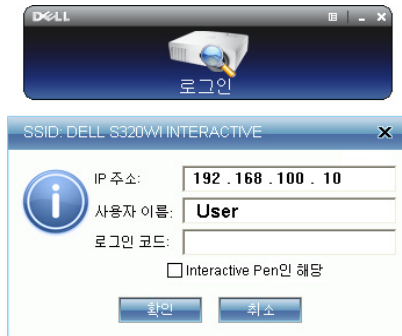 DELL
로그인
SSID: DELL S320WI INTERACTIVE
IP 주소: 192 . 168 . 100 . 10
사용자 이름: User
로그인 코드:
Interactive Pen인 해당
확인 취소